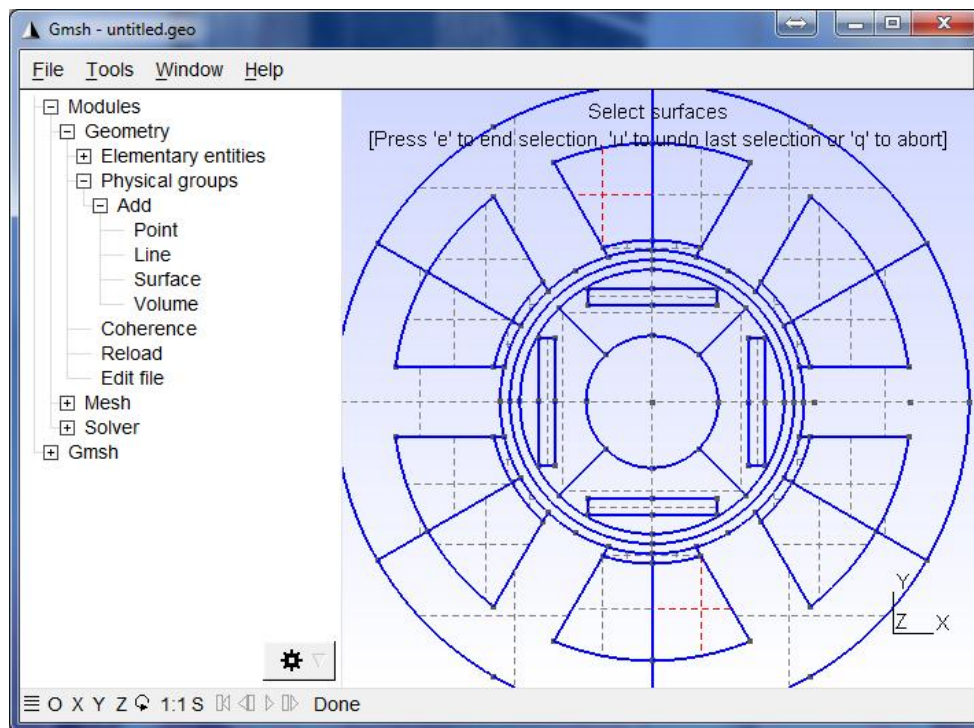 Gmsh - untitled.geo
File Tools Window Help
Modules
Geometry
Elementary entities
Physical groups
Add
Point
Line
Surface
Volume
Coherence
Reload
Edit file
Mesh
Solver
Gmsh
Select surfaces
[Press 'e' to end selection, 'u' to undo last selection or 'q' to abort]
Y
Z X
O X Y Z 1:1 S Done